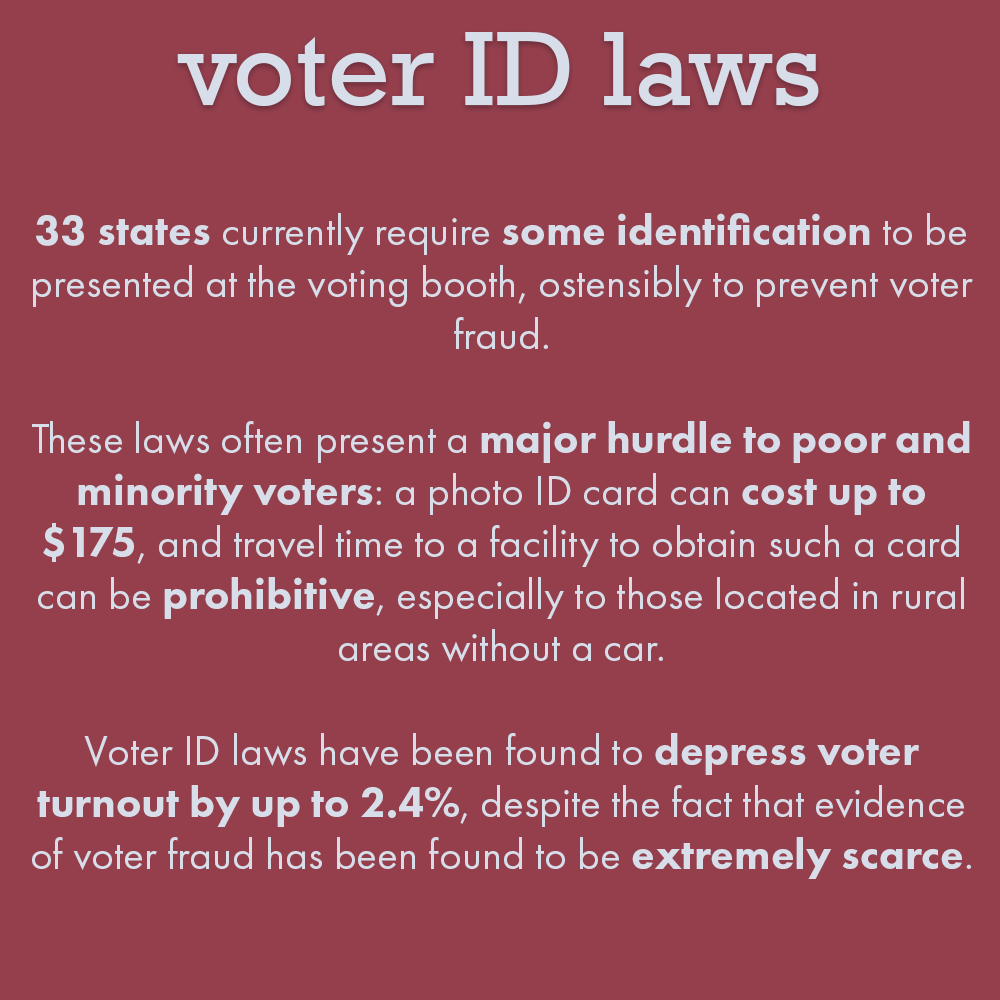 voter ID laws
33 states currently require some identification to be
presented at the voting booth, ostensibly to prevent voter
fraud.
These laws often present a major hurdle to poor and
minority voters: a photo ID card can cost up to
$175, and travel time to a facility to obtain such a card
can be prohibitive, especially to those located in rural
areas without a car.
Voter ID laws have been found to depress voter
turnout by up to 2.4%, despite the fact that evidence
of voter fraud has been found to be extremely scarce.